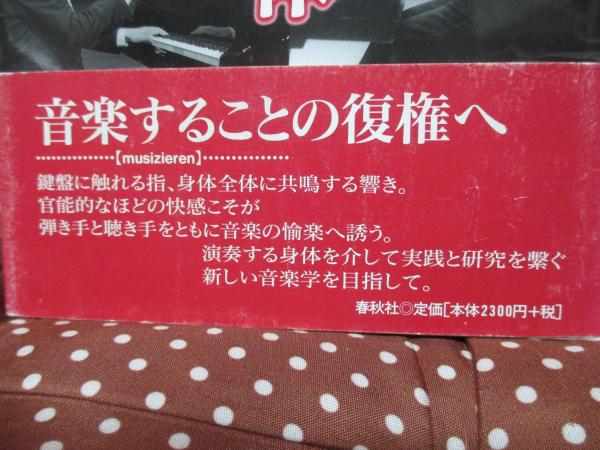 音楽することの復権へ
【musizieren】
鍵盤に触れる指、身体全体に共鳴する響き。
官能的なほどの快感こそが
弾き手と聴き手をともに音楽の愉楽へ誘う。
演奏する身体を介して実践と研究を繋ぐ
新しい音楽学を目指して。
春秋社◎定価[本体2300円+税]